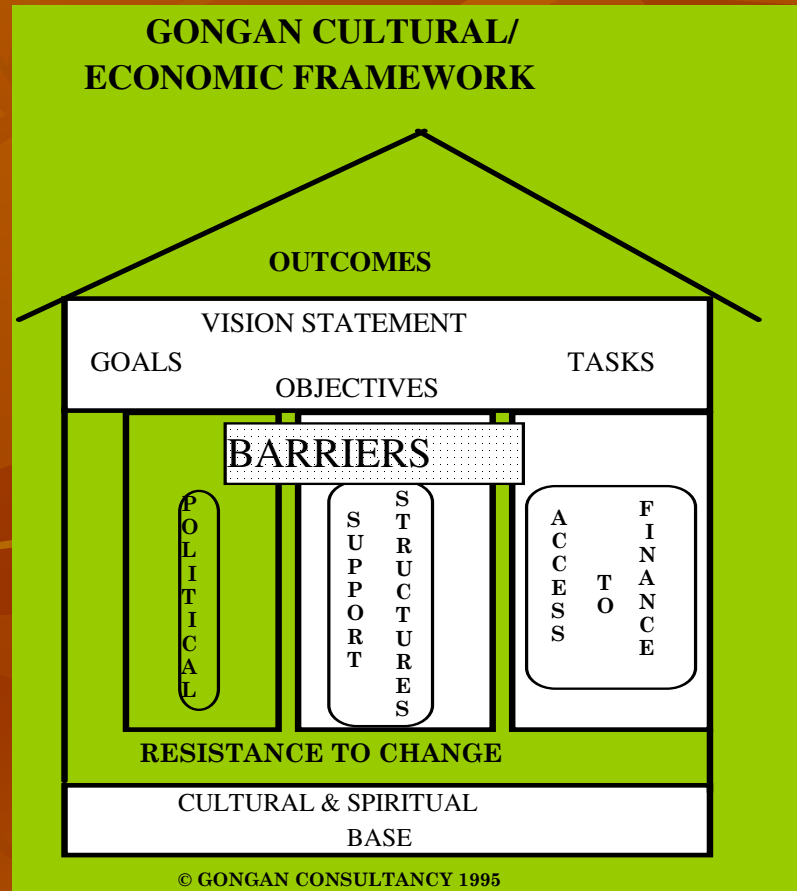 GONGAN CULTURAL/
ECONOMIC FRAMEWORK
OUTCOMES
VISION STATEMENT
GOALS
TASKS
OBJECTIVES
BARRIERS
POLITICAL
SUPPORT
STRUCTURES
ACCESS
TO
FINANCE
RESISTANCE TO CHANGE
CULTURAL & SPIRITUAL
BASE
© GONGAN CONSULTANCY 1995